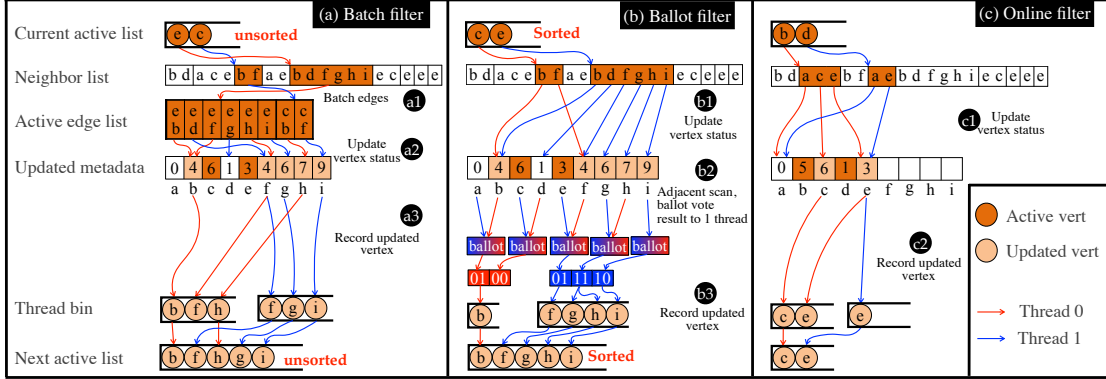 (a) Batch filter
(b) Ballot filter
(c) Online filter
Current active list
e c
unsorted
c e
Sorted
b d
Neighbor list
b d a c e b f a e b d f g h i e c e e e
b d a c e b f a e b d f g h i e c e e e
b d a c e b f a e b d f g h i e c e e e
Batch edges
a1
b1
Update
vertex status
c1
Update
vertex status
Active edge list
e e e e e e c c
b d f g h i b f
Update
vertex status
a2
Updated metadata
0 4 6 1 3 4 6 7 9
a b c d e f g h i
0 4 6 1 3 4 6 7 9
a b c d e f g h i
0 5 6 1 3
a b c d e f g h i
b2
Adjacent scan,
ballot vote
result to 1 thread
a3
Record updated
vertex
ballot ballot ballot ballot ballot
01 00
01 11 10
b3
Record updated
vertex
c2
Record updated
vertex
Thread bin
b f h
f g i
b
f g h i
c e
e
Next active list
b f h g i
unsorted
b f g h i
Sorted
c e
Active vert
Updated vert
Thread 0
Thread 1